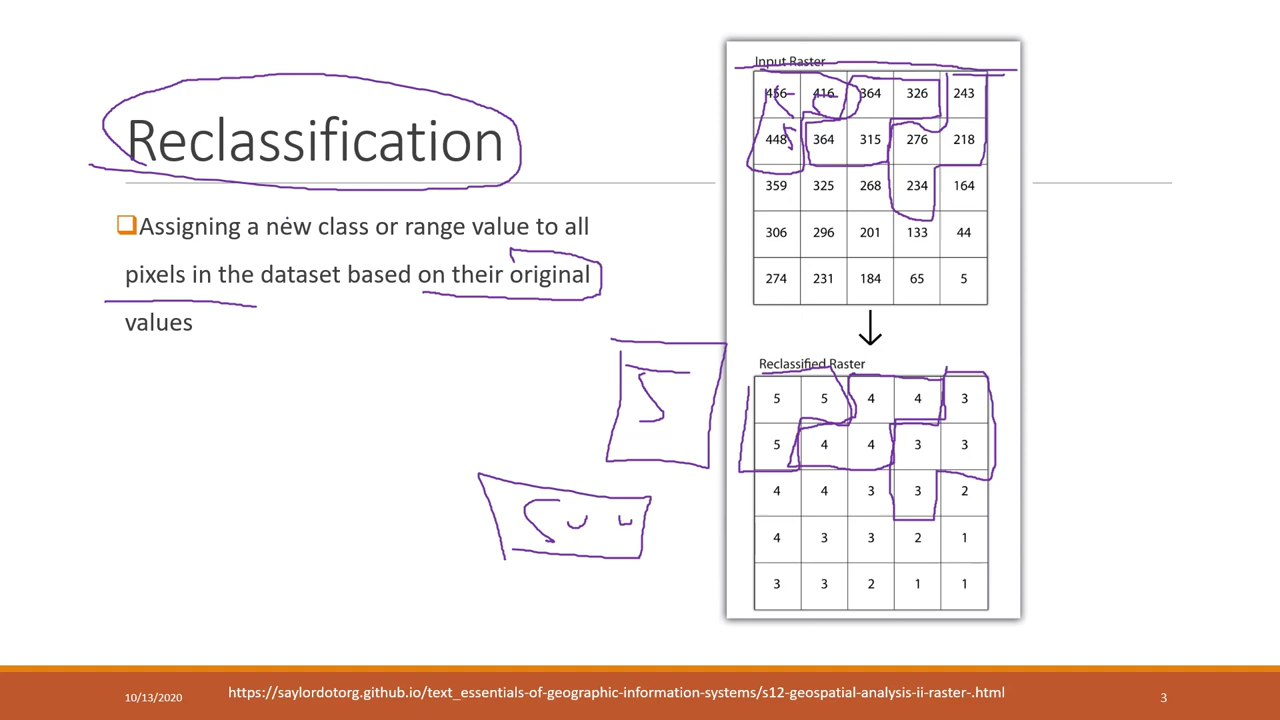 Reclassification
Assigning a new class or range value to all
pixels in the dataset based on their original
values
Input Raster
456 416 364 326 243
448 364 315 276 218
359 325 268 234 164
306 296 201 133 44
274 231 184 65 5
Reclassified Raster
5 5 4 4 3
5 4 4 3 3
4 4 3 3 2
4 3 3 2 1
3 3 2 1 1
10/13/2020
https://saylordotorg.github.io/text_essentials-of-geographic-information-systems/s12-geospatial-analysis-ii-raster-.html
3